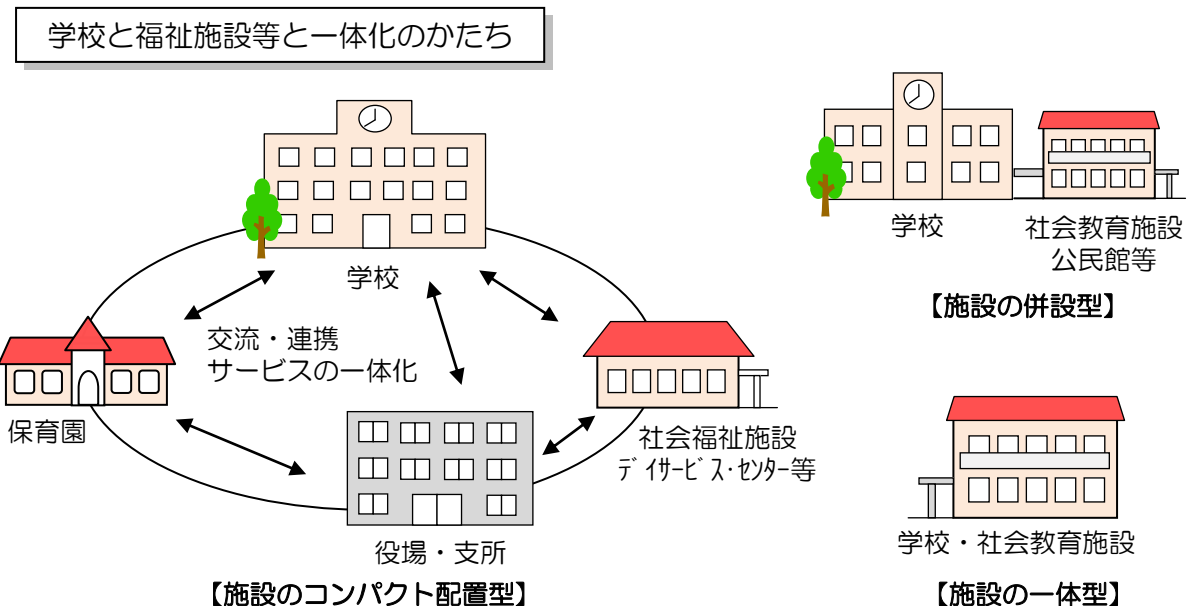 学校と福祉施設等と一体化のかたち
学校
交流・連携
サービスの一体化
保育園
社会福祉施設
ﾃﾞｲｻｰﾋﾞｽ･ｾﾝﾀｰ等
役場・支所
【施設のコンパクト配置型】
学校
社会教育施設
公民館等
【施設の併設型】
学校・社会教育施設
【施設の一体型】